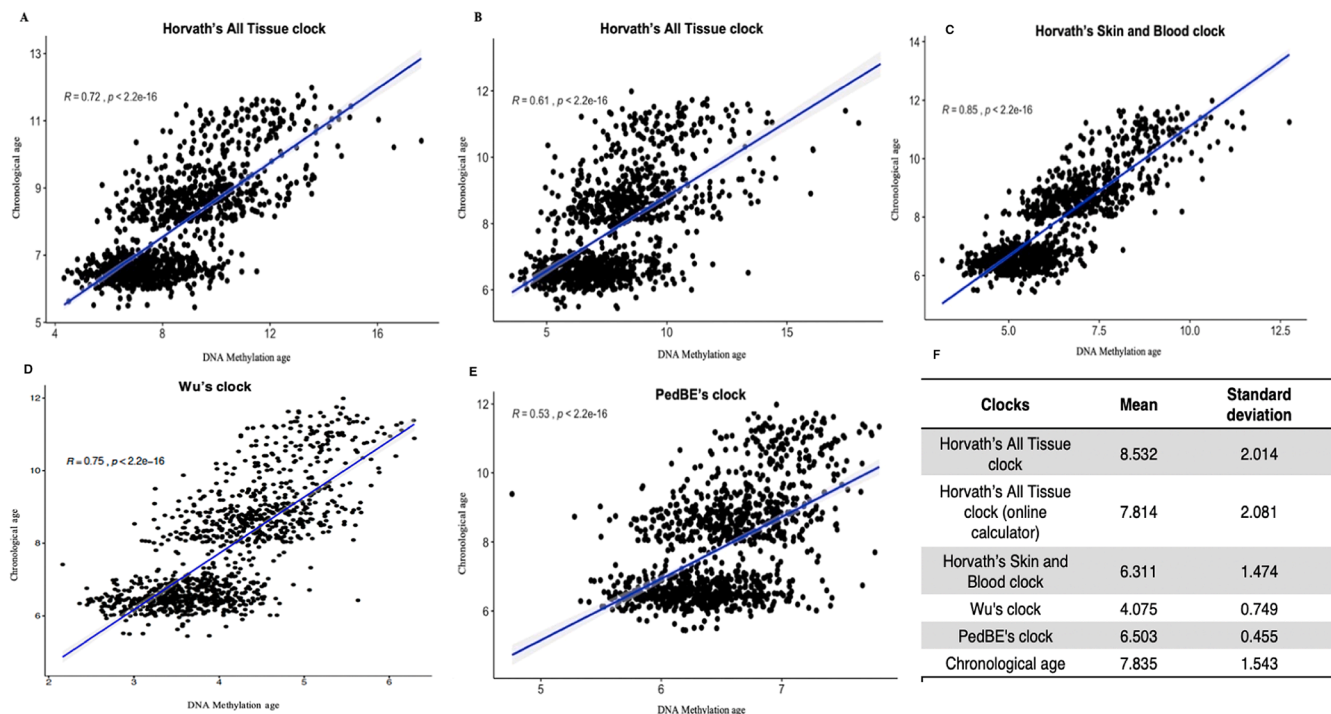 A
Horvath's All Tissue clock
R = 0.72 , p < 2.2e-16
Chronological age
13
11
9
7
5
4
8
12
16
DNA Methylation age
B
Horvath's All Tissue clock
R = 0.61 , p < 2.2e-16
Chronological age
12
10
8
6
5
10
15
DNA Methylation age
C
Horvath's Skin and Blood clock
R = 0.85 , p < 2.2e-16
Chronological age
14
12
10
8
6
5.0
7.5
10.0
12.5
DNA Methylation age
D
Wu's clock
R = 0.75 , p < 2.2e−16
Chronological age
12
10
8
6
2
3
4
5
6
DNA Methylation age
E
PedBE's clock
R = 0.53 , p < 2.2e-16
Chronological age
12
10
8
6
5
6
7
DNA Methylation age
F
Clocks Mean Standard
deviation
Horvath's All Tissue
clock 8.532 2.014
Horvath's All Tissue
clock (online 7.814 2.081
calculator)
Horvath's Skin and
Blood clock 6.311 1.474
Wu's clock 4.075 0.749
PedBE's clock 6.503 0.455
Chronological age 7.835 1.543